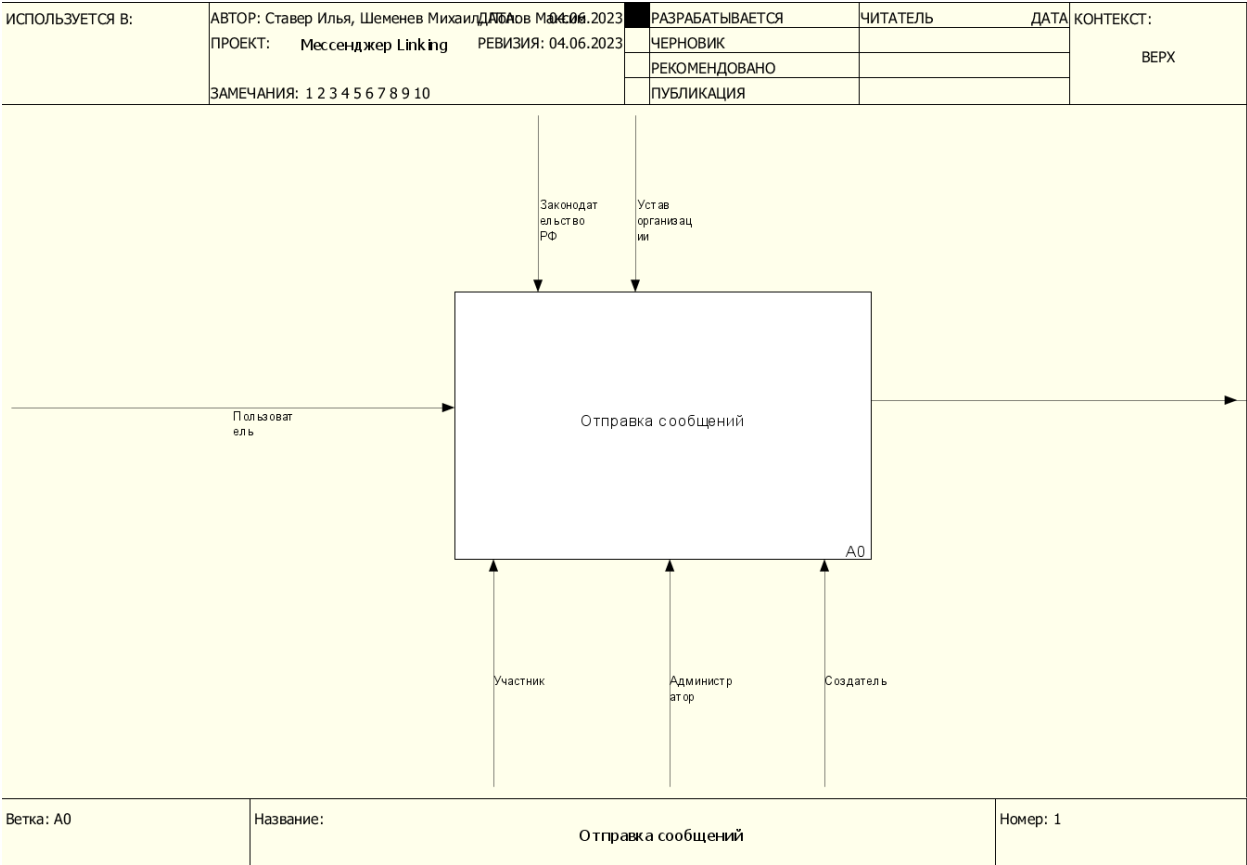 ИСПОЛЬЗУЕТСЯ В:
АВТОР: Ставер Илья, Шеменев Михаил, Попов Максим
ДАТА: 04.06.2023
РАЗРАБАТЫВАЕТСЯ
ЧИТАТЕЛЬ
ДАТА
КОНТЕКСТ:
ПРОЕКТ: Мессенджер Linking
РЕВИЗИЯ: 04.06.2023
ЧЕРНОВИК
ВЕРХ
РЕКОМЕНДОВАНО
ЗАМЕЧАНИЯ: 1 2 3 4 5 6 7 8 9 10
ПУБЛИКАЦИЯ
Законодат
ельство
РФ
Устав
организац
ии
Пользоват
ель
Отправка сообщений
A0
Участник
Администр
атор
Создатель
Ветка: A0
Название:
Отправка сообщений
Номер: 1